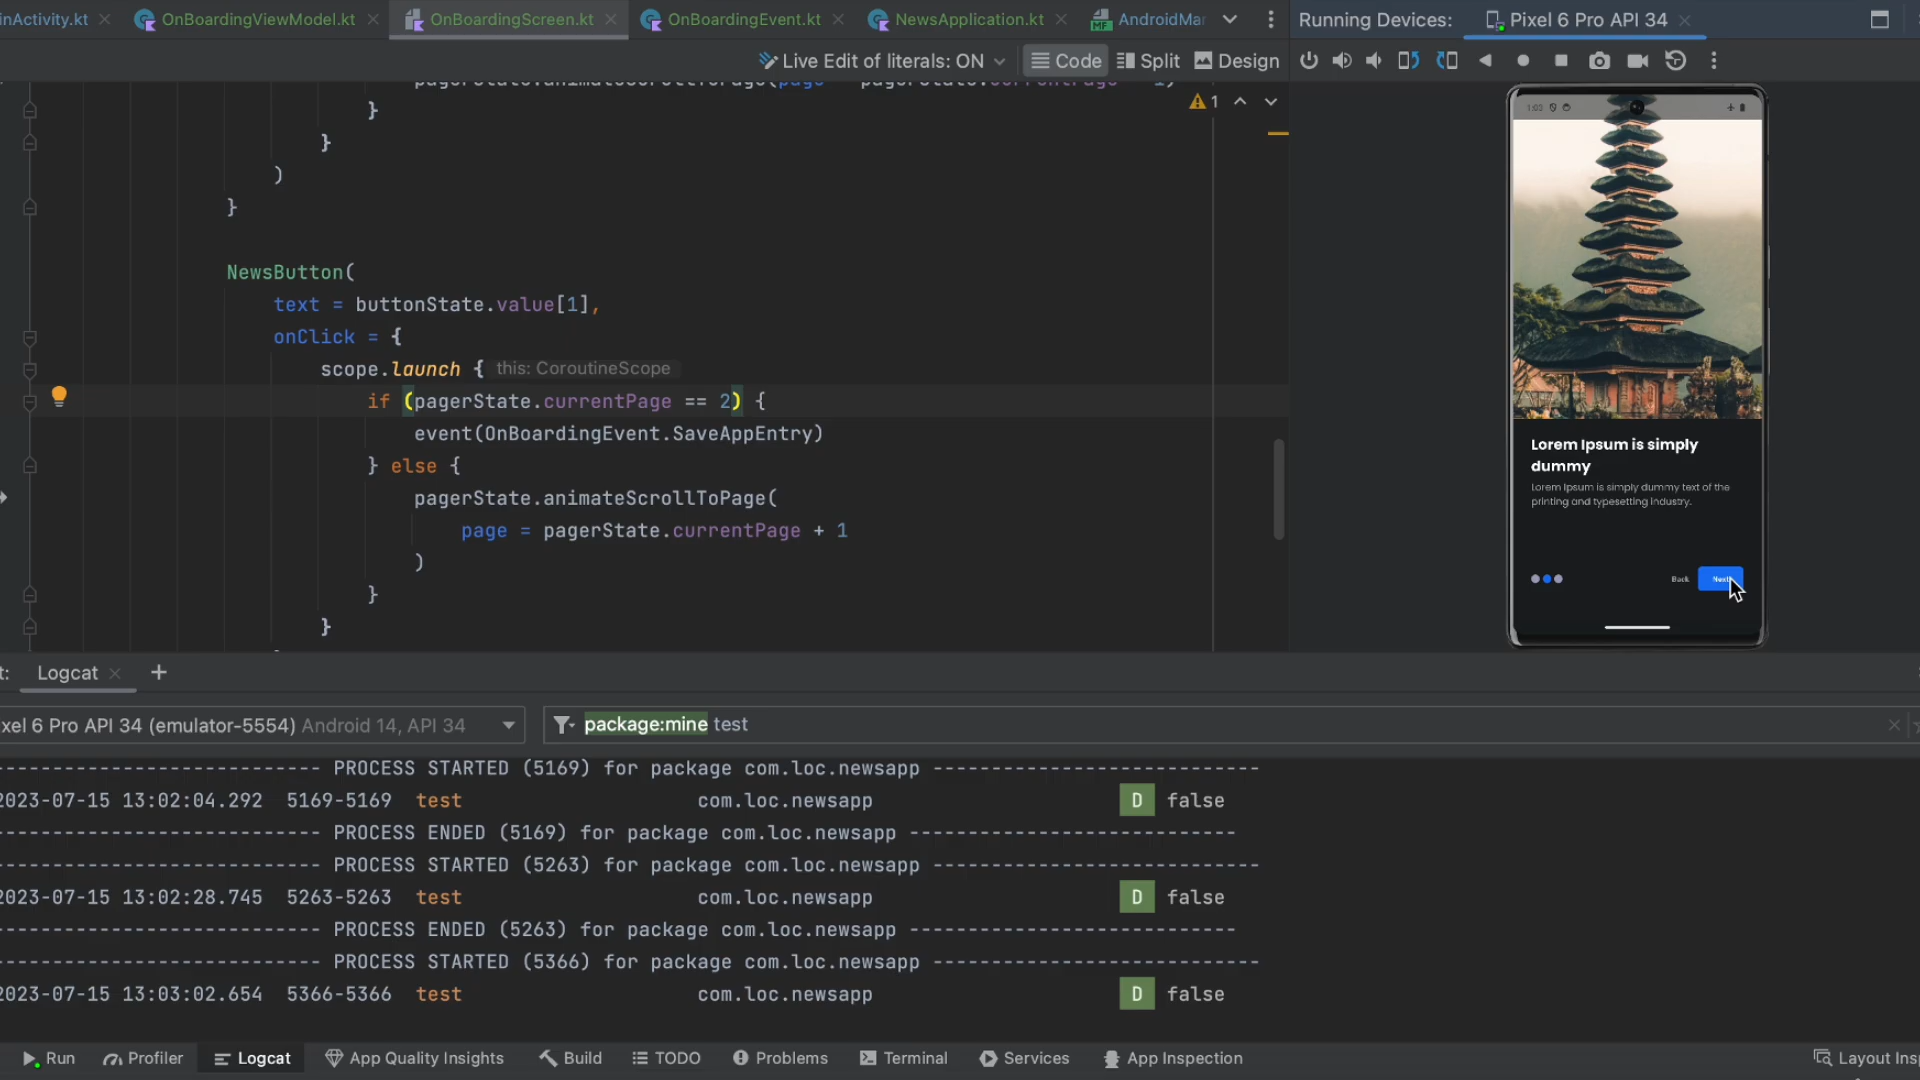 inActivity.kt OnBoardingViewModel.kt OnBoardingScreen.kt OnBoardingEvent.kt NewsApplication.kt AndroidMa Running Devices: Pixel 6 Pro API 34
Live Edit of literals: ON Code Split Design
1
}
}
)
}
NewsButton(
text = buttonState.value[1],
onClick = {
scope.launch { this: CoroutineScope
if (pagerState.currentPage == 2) {
event(OnBoardingEvent.SaveAppEntry)
} else {
pagerState.animateScrollToPage(
page = pagerState.currentPage + 1
)
}
}
1:03
Lorem Ipsum is simply
dummy
Lorem Ipsum is simply dummy text of the
printing and typesetting industry.
Back Next
t: Logcat
xel 6 Pro API 34 (emulator-5554) Android 14, API 34 package:mine test
--------------------------- PROCESS STARTED (5169) for package com.loc.newsapp ----------------------------
2023-07-15 13:02:04.292 5169-5169 test com.loc.newsapp D false
--------------------------- PROCESS ENDED (5169) for package com.loc.newsapp ----------------------------
--------------------------- PROCESS STARTED (5263) for package com.loc.newsapp ----------------------------
2023-07-15 13:02:28.745 5263-5263 test com.loc.newsapp D false
--------------------------- PROCESS ENDED (5263) for package com.loc.newsapp ----------------------------
--------------------------- PROCESS STARTED (5366) for package com.loc.newsapp ----------------------------
2023-07-15 13:03:02.654 5366-5366 test com.loc.newsapp D false
Run Profiler Logcat App Quality Insights Build TODO Problems Terminal Services App Inspection Layout Insp